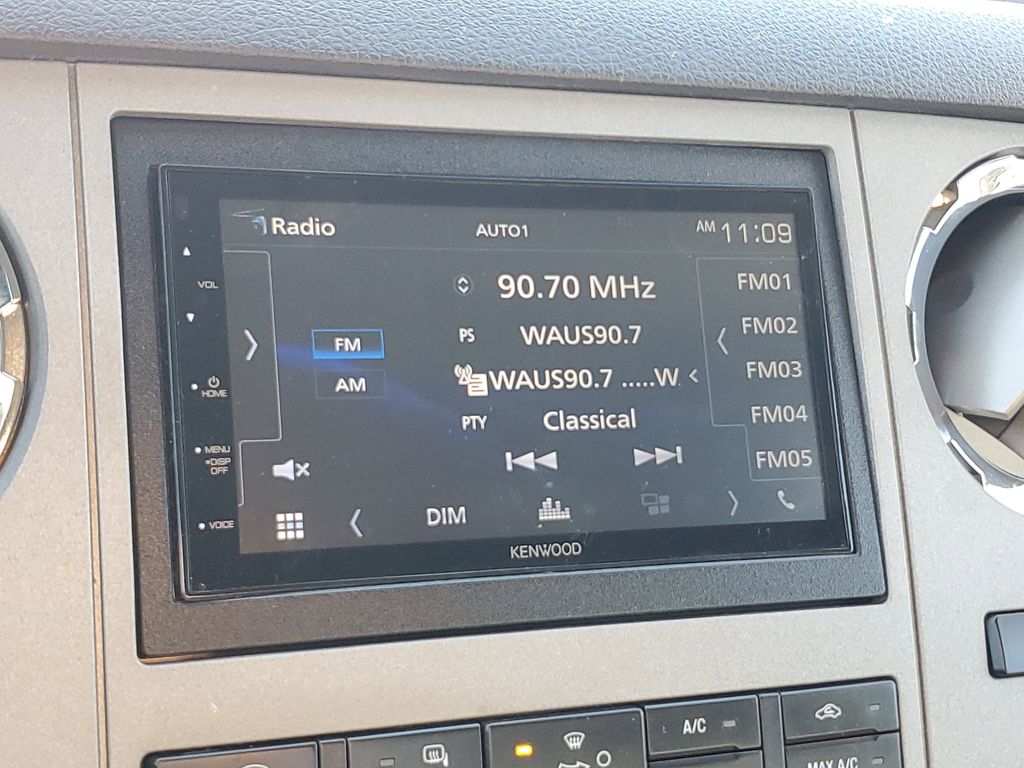 Radio
AUTO1
AM 11:09
VOL
90.70 MHz
FM01
FM
PS WAUS90.7
FM02
AM
WAUS90.7 .....W
FM03
HOME
PTY Classical
FM04
MENU
DISP
OFF
FM05
VOICE
DIM
KENWOOD
A/C
MAX A/C